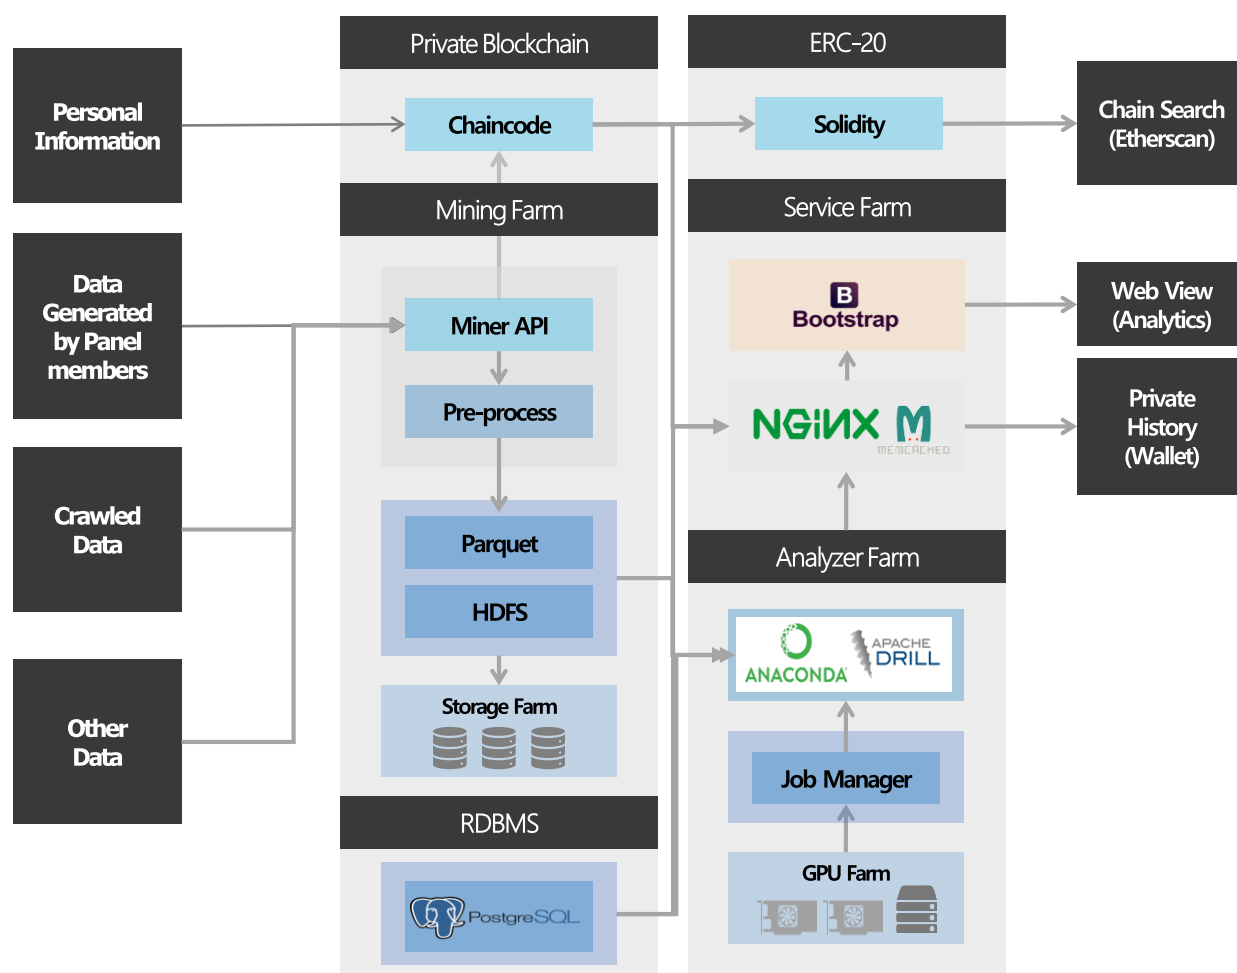 Personal
Information
Data
Generated
by Panel
members
Crawled
Data
Other
Data
Private Blockchain
Chaincode
Mining Farm
Miner API
Pre-process
Parquet
HDFS
Storage Farm
RDBMS
PostgreSQL
ERC-20
Solidity
Service Farm
B
Bootstrap
NGiNX
M
MEMCACHED
Analyzer Farm
ANACONDA
APACHE
DRILL
Job Manager
GPU Farm
Chain Search
(Etherscan)
Web View
(Analytics)
Private
History
(Wallet)